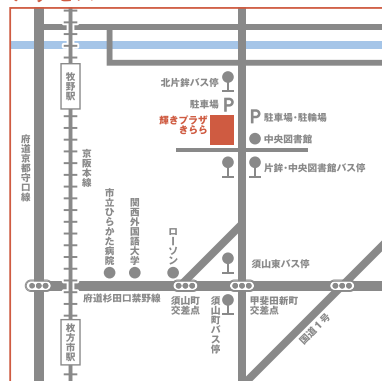 牧野駅
北片鉾バス停
駐車場 P
輝きプラザ
きらら
P 駐車場・駐輪場
中央図書館
片鉾・中央図書館バス停
府道京都守口線
京阪本線
市立ひらかた病院
関西外国語大学
ローソン
須山東バス停
府道杉田口禁野線
須山町
交差点
須山町バス停
甲斐田新町
交差点
国道1号
枚方市駅